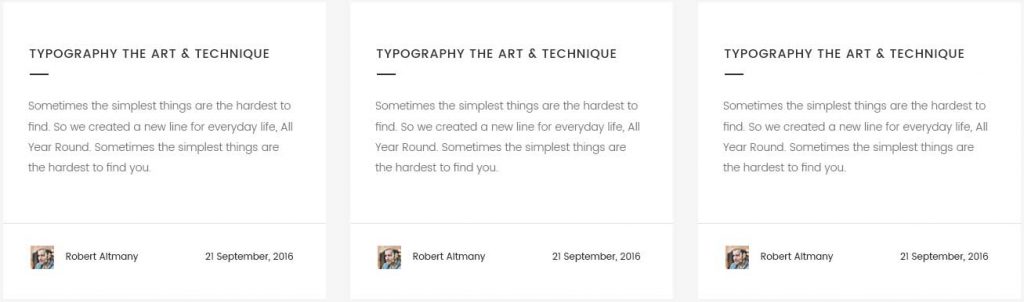 TYPOGRAPHY THE ART & TECHNIQUE
Sometimes the simplest things are the hardest to
find. So we created a new line for everyday life, All
Year Round. Sometimes the simplest things are
the hardest to find you.
Robert Altmany 21 September, 2016
TYPOGRAPHY THE ART & TECHNIQUE
Sometimes the simplest things are the hardest to
find. So we created a new line for everyday life, All
Year Round. Sometimes the simplest things are
the hardest to find you.
Robert Altmany 21 September, 2016
TYPOGRAPHY THE ART & TECHNIQUE
Sometimes the simplest things are the hardest to
find. So we created a new line for everyday life, All
Year Round. Sometimes the simplest things are
the hardest to find you.
Robert Altmany 21 September, 2016